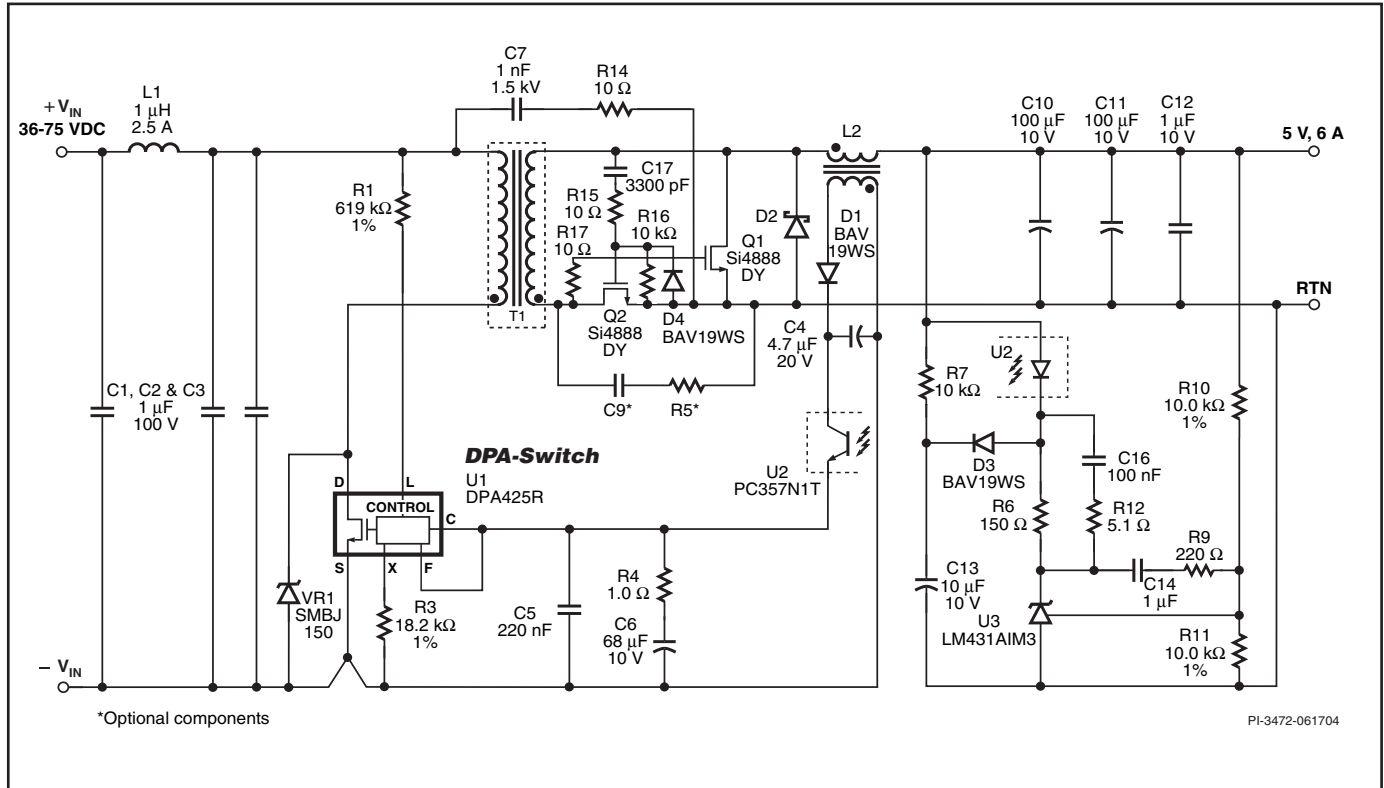 C7
1 nF
1.5 kV
R14
10 Ω
L1
1 μH
2.5 A
+ VIN
36-75 VDC
C10
100 μF
10 V
C11
100 μF
10 V
C12
1 μF
10 V
5 V, 6 A
L2
R1
619 kΩ
1%
T1
C17
3300 pF
R15
10 Ω
R16
10 kΩ
R17
10 Ω
Q1
Si4888
DY
D2
D1
BAV
19WS
Q2
Si4888
DY
D4
BAV19WS
C4
4.7 μF
20 V
RTN
C9*
R5*
C1, C2 & C3
1 μF
100 V
U2
R7
10 kΩ
R10
10.0 kΩ
1%
D3
BAV19WS
C16
100 nF
R6
150 Ω
R12
5.1 Ω
R9
220 Ω
C14
1 μF
C13
10 μF
10 V
U3
LM431AIM3
R11
10.0 kΩ
1%
U2
PC357N1T
DPA-Switch
U1
DPA425R
D
L
CONTROL
C
S
X
F
VR1
SMBJ
150
R3
18.2 kΩ
1%
C5
220 nF
R4
1.0 Ω
C6
68 μF
10 V
− VIN
*Optional components
PI-3472-061704